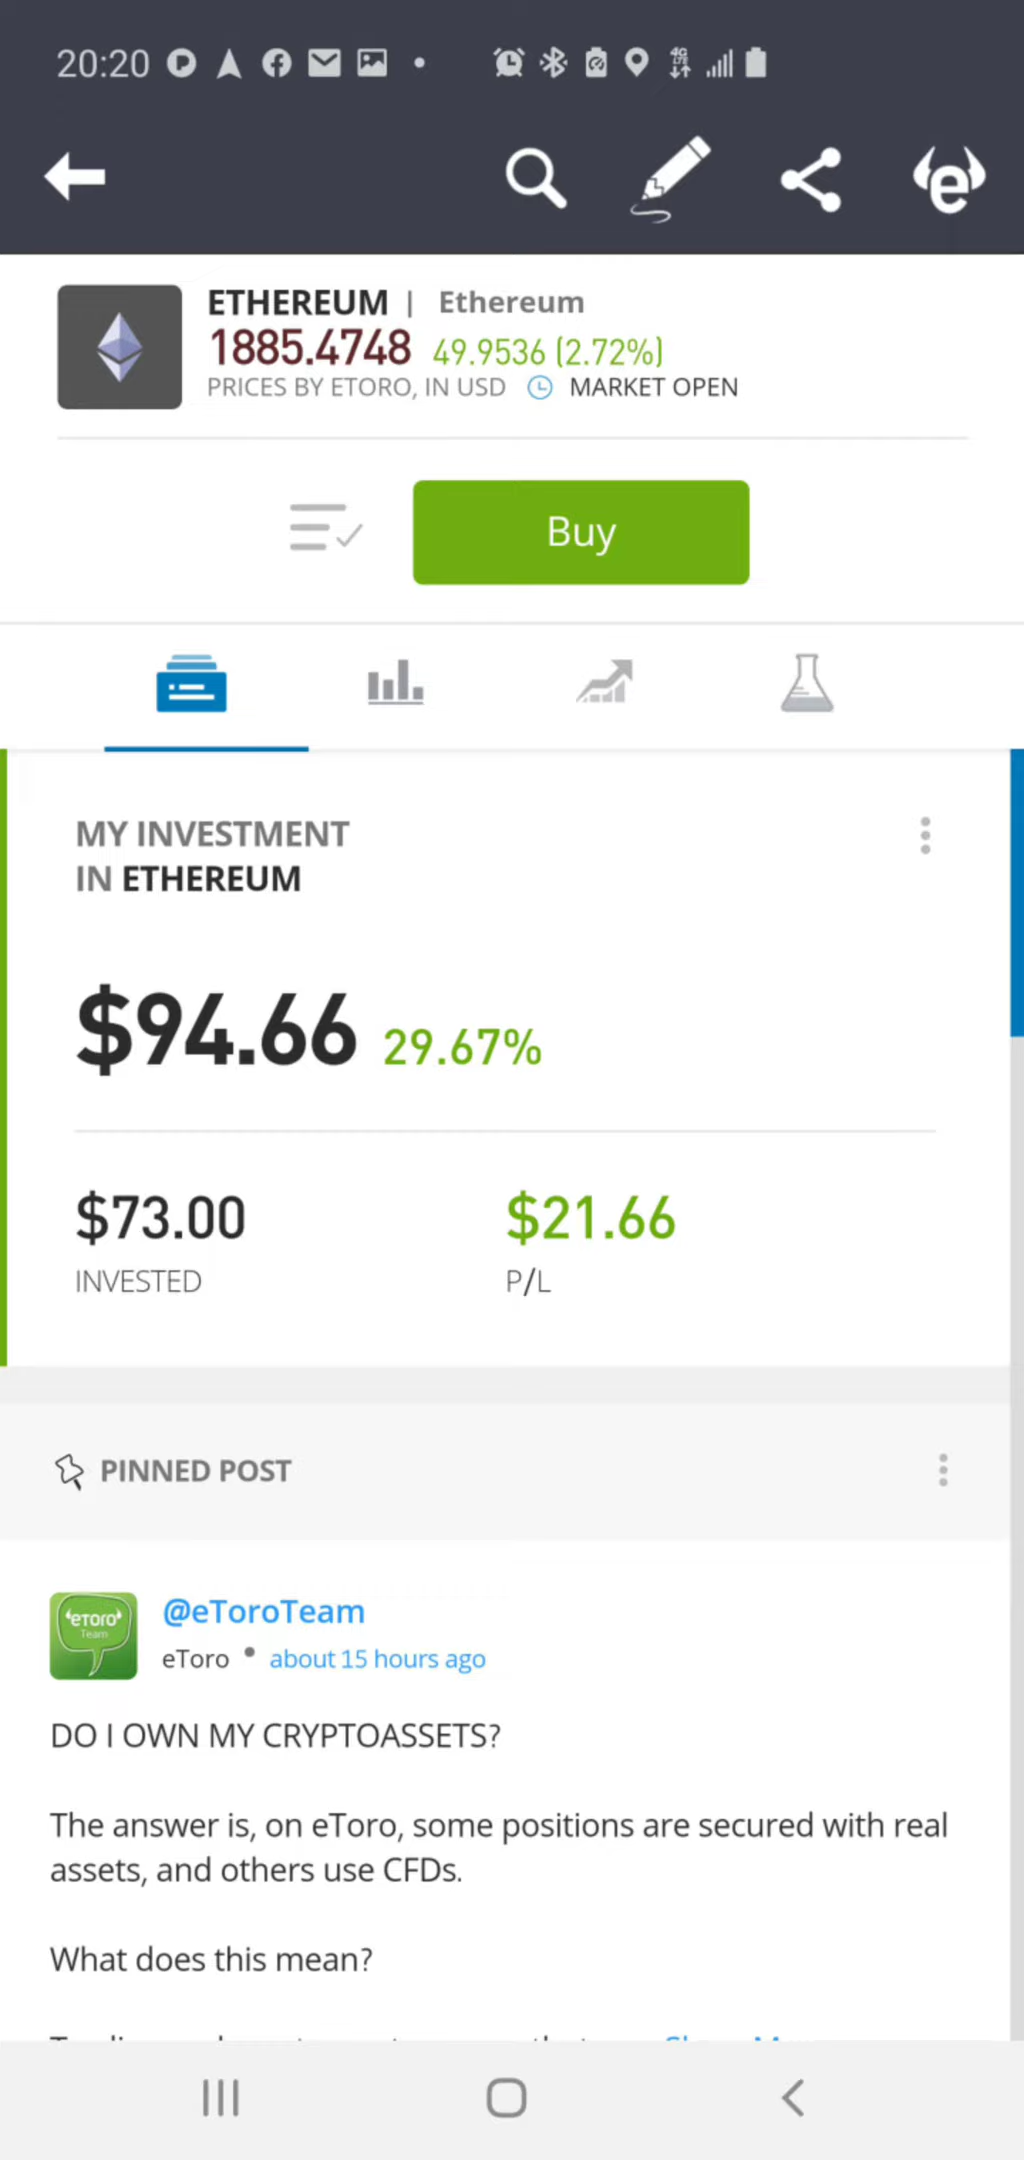 20:20
ETHEREUM | Ethereum
1885.4748 49.9536 (2.72%)
PRICES BY ETORO, IN USD MARKET OPEN
Buy
MY INVESTMENT
IN ETHEREUM
$94.66 29.67%
$73.00 $21.66
INVESTED P/L
PINNED POST
@eToroTeam
eToro • about 15 hours ago
DO I OWN MY CRYPTOASSETS?
The answer is, on eToro, some positions are secured with real
assets, and others use CFDs.
What does this mean?